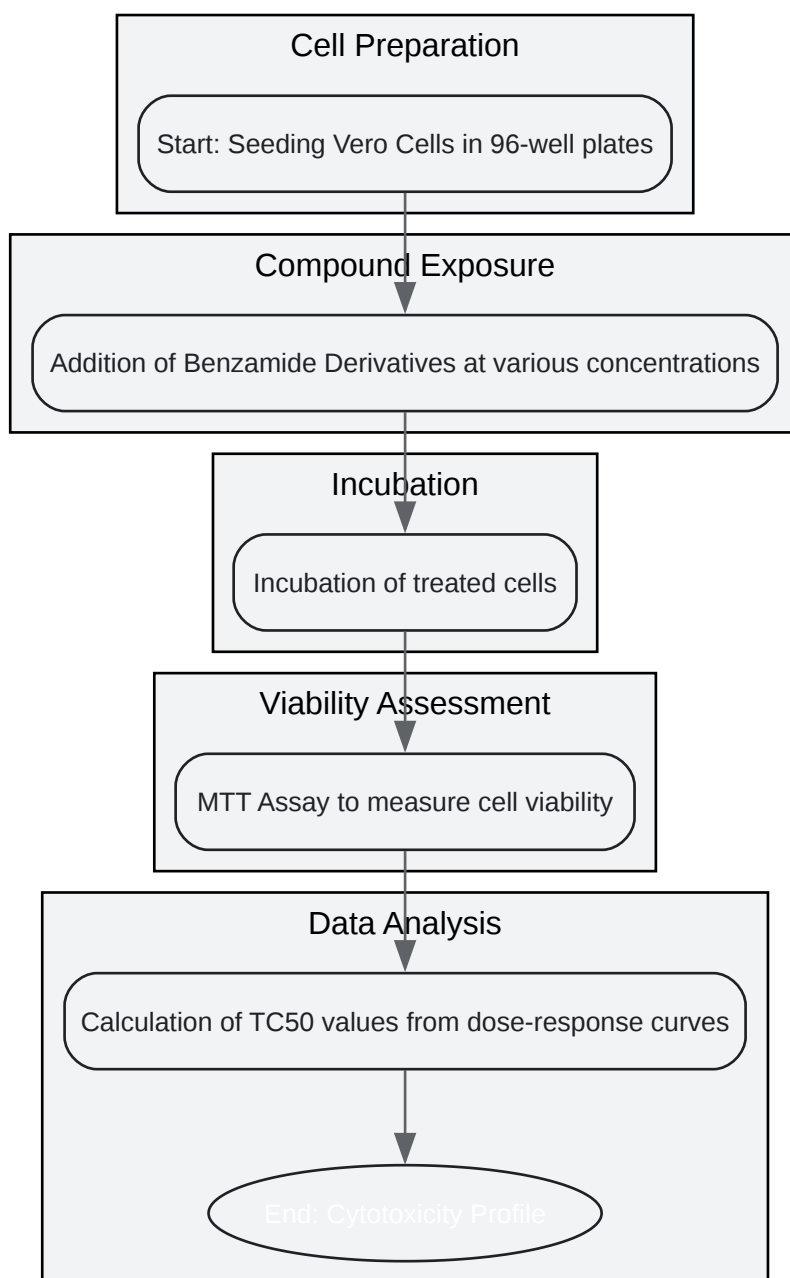 Cell Preparation
Start: Seeding Vero Cells in 96-well plates
Compound Exposure
Addition of Benzamide Derivatives at various concentrations
Incubation
Incubation of treated cells
Viability Assessment
MTT Assay to measure cell viability
Data Analysis
Calculation of TC50 values from dose-response curves
End: Cytotoxicity Profile